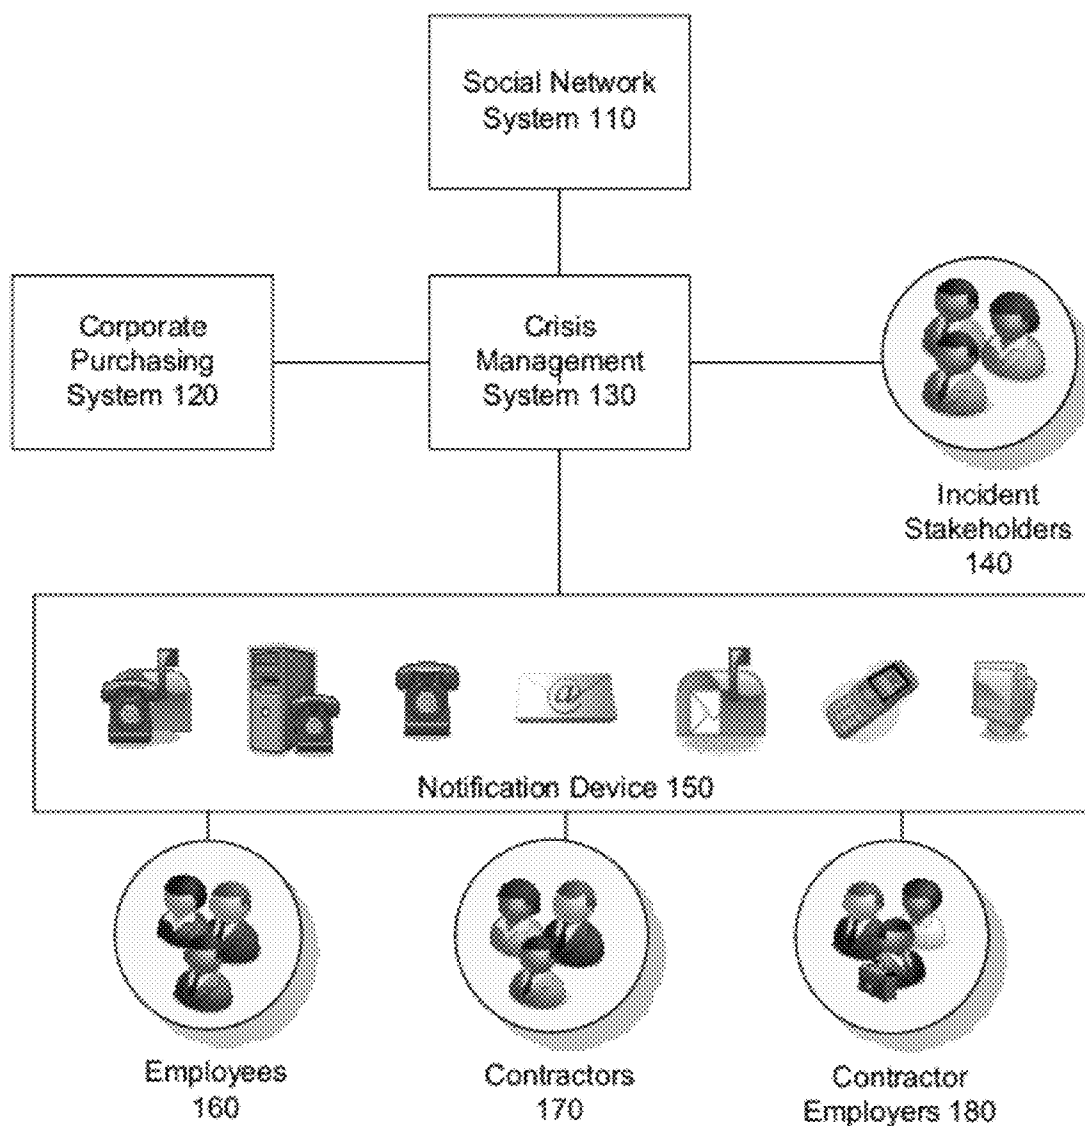 Social Network
System 110
Corporate
Purchasing
System 120
Crisis
Management
System 130
Incident
Stakeholders
140
@
Notification Device 150
Employees
160
Contractors
170
Contractor
Employers 180